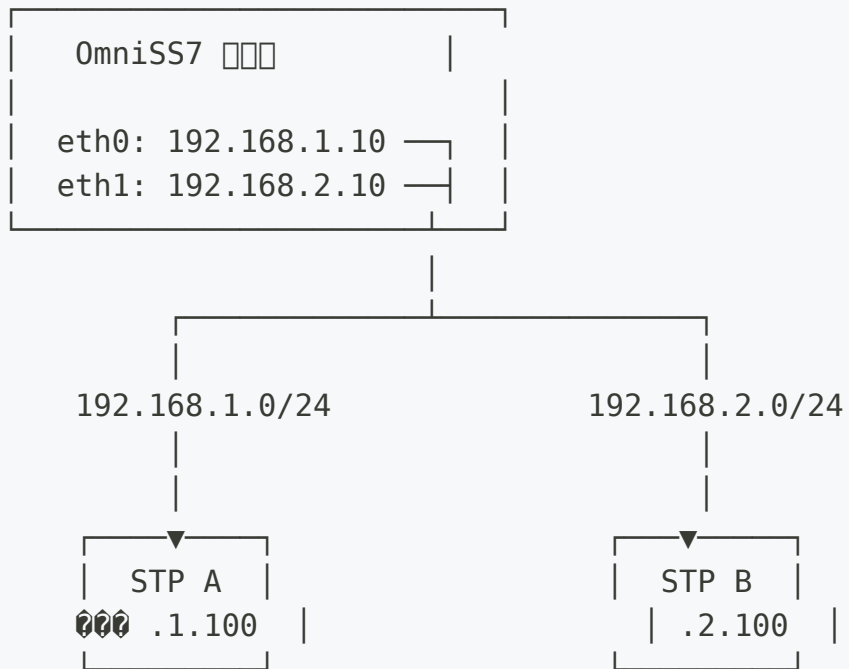 OmniSS7
eth0: 192.168.1.10
eth1: 192.168.2.10
192.168.1.0/24 192.168.2.0/24
STP A STP B
.1.100 .2.100